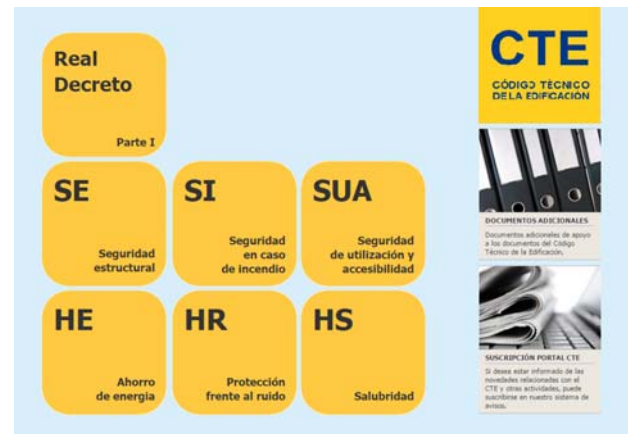 Real
Decreto
Parte I
SE
Seguridad
estructural
SI
Seguridad
en caso
de incendio
SUA
Seguridad
de utilización y
accesibilidad
HE
Ahorro
de energia
HR
Protección
frente al ruido
HS
Salubridad
CTE
CÓDIGO TÉCNICO
DE LA EDIFICACIÓN
DOCUMENTOS ADICIONALES
Documentos adicionales de apoyo
a los documentos del Código
Técnico de la Edificación.
SUSCRIPCIÓN PORTAL CTE
Si desea estar informado de las
novedades relacionadas con el
CTE y otras actividades, puede
suscribirse en nuestro sistema de
avisos.